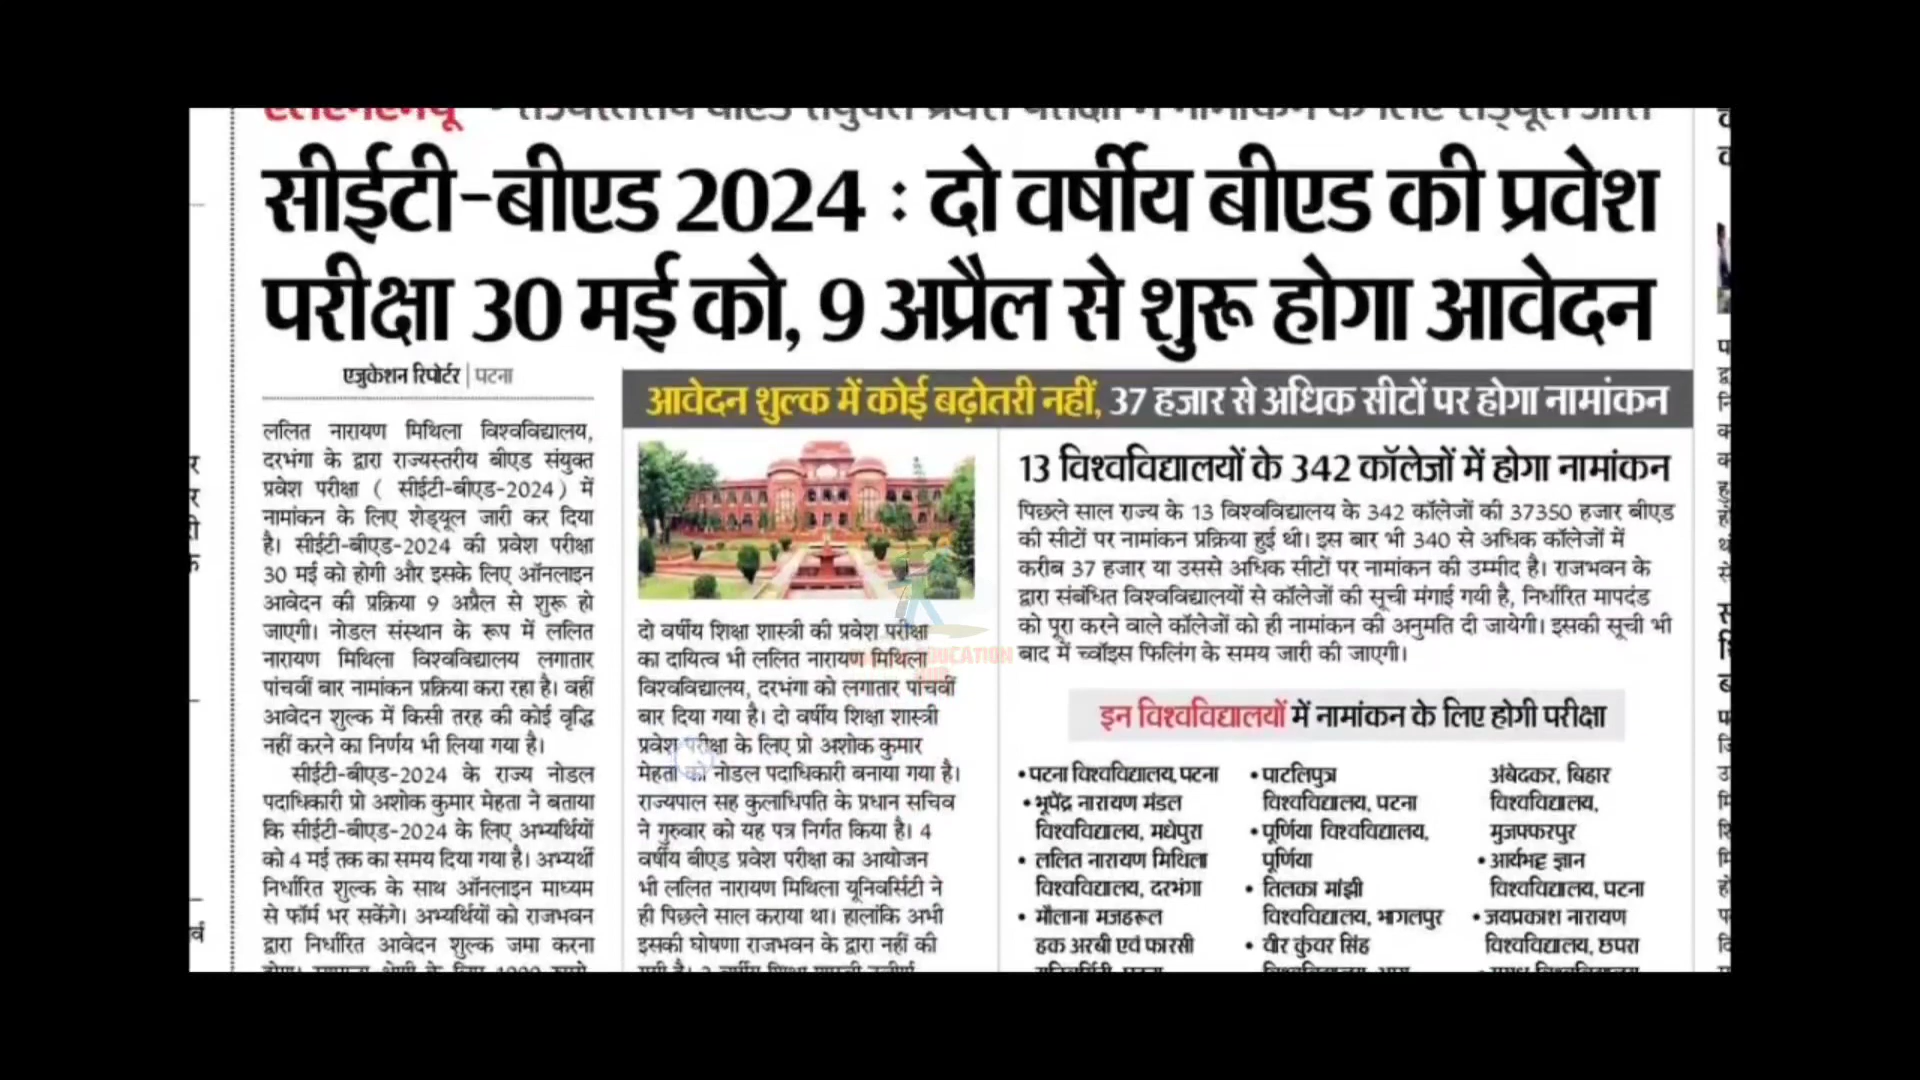 एलएनएमयू
राज्यस्तरीय बीएड संयुक्त प्रवेश परीक्षा में नामांकन के लिए शेड्यूल जारी
सीईटी-बीएड 2024 : दो वर्षीय बीएड की प्रवेश
परीक्षा 30 मई को, 9 अप्रैल से शुरू होगा आवेदन
एजुकेशन रिपोर्टर | पटना
ललित नारायण मिथिला विश्वविद्यालय,
दरभंगा के द्वारा राज्यस्तरीय बीएड संयुक्त
प्रवेश परीक्षा ( सीईटी-बीएड-2024) में
नामांकन के लिए शेड्यूल जारी कर दिया
है। सीईटी-बीएड-2024 की प्रवेश परीक्षा
30 मई को होगी और इसके लिए ऑनलाइन
आवेदन की प्रक्रिया 9 अप्रैल से शुरू हो
जाएगी। नोडल संस्थान के रूप में ललित
नारायण मिथिला विश्वविद्यालय लगातार
पांचवीं बार नामांकन प्रक्रिया करा रहा है। वहीं
आवेदन शुल्क में किसी तरह की कोई वृद्धि
नहीं करने का निर्णय भी लिया गया है।
सीईटी-बीएड-2024 के राज्य नोडल
पदाधिकारी प्रो अशोक कुमार मेहता ने बताया
कि सीईटी-बीएड-2024 के लिए अभ्यर्थियों
को 4 मई तक का समय दिया गया है। अभ्यर्थी
निर्धारित शुल्क के साथ ऑनलाइन माध्यम
से फॉर्म भर सकेंगे। अभ्यर्थियों को राजभवन
द्वारा निर्धारित आवेदन शुल्क जमा करना
आवेदन शुल्क में कोई बढ़ोतरी नहीं, 37 हजार से अधिक सीटों पर होगा नामांकन
दो वर्षीय शिक्षा शास्त्री की प्रवेश परीक्षा
का दायित्व भी ललित नारायण मिथिला
विश्वविद्यालय, दरभंगा को लगातार पांचवीं
बार दिया गया है। दो वर्षीय शिक्षा शास्त्री
प्रवेश परीक्षा के लिए प्रो अशोक कुमार
मेहता को नोडल पदाधिकारी बनाया गया है।
राज्यपाल सह कुलाधिपति के प्रधान सचिव
ने गुरुवार को यह पत्र निर्गत किया है। 4
वर्षीय बीएड प्रवेश परीक्षा का आयोजन
भी ललित नारायण मिथिला यूनिवर्सिटी ने
ही पिछले साल कराया था। हालांकि अभी
इसकी घोषणा राजभवन के द्वारा नहीं की
13 विश्वविद्यालयों के 342 कॉलेजों में होगा नामांकन
पिछले साल राज्य के 13 विश्वविद्यालय के 342 कॉलेजों की 37350 हजार बीएड
की सीटों पर नामांकन प्रक्रिया हुई थी। इस बार भी 340 से अधिक कॉलेजों में
करीब 37 हजार या उससे अधिक सीटों पर नामांकन की उम्मीद है। राजभवन के
द्वारा संबंधित विश्वविद्यालयों से कॉलेजों की सूची मंगाई गयी है, निर्धारित मापदंड
को पूरा करने वाले कॉलेजों को ही नामांकन की अनुमति दी जायेगी। इसकी सूची भी
बाद में च्वॉइस फिलिंग के समय जारी की जाएगी।
EDUCATION
इन विश्वविद्यालयों में नामांकन के लिए होगी परीक्षा
• पटना विश्वविद्यालय, पटना
• भूपेंद्र नारायण मंडल
विश्वविद्यालय, मधेपुरा
• ललित नारायण मिथिला
विश्वविद्यालय, दरभंगा
• मौलाना मजहरूल
हक अरबी एवं फारसी
• पाटलिपुत्र
विश्वविद्यालय, पटना
• पूर्णिया विश्वविद्यालय,
पूर्णिया
• तिलका मांझी
विश्वविद्यालय, भागलपुर
• वीर कुंवर सिंह
अंबेदकर, बिहार
विश्वविद्यालय,
मुजफ्फरपुर
• आर्यभट्ट ज्ञान
विश्वविद्यालय, पटना
• जयप्रकाश नारायण
विश्वविद्यालय, छपरा